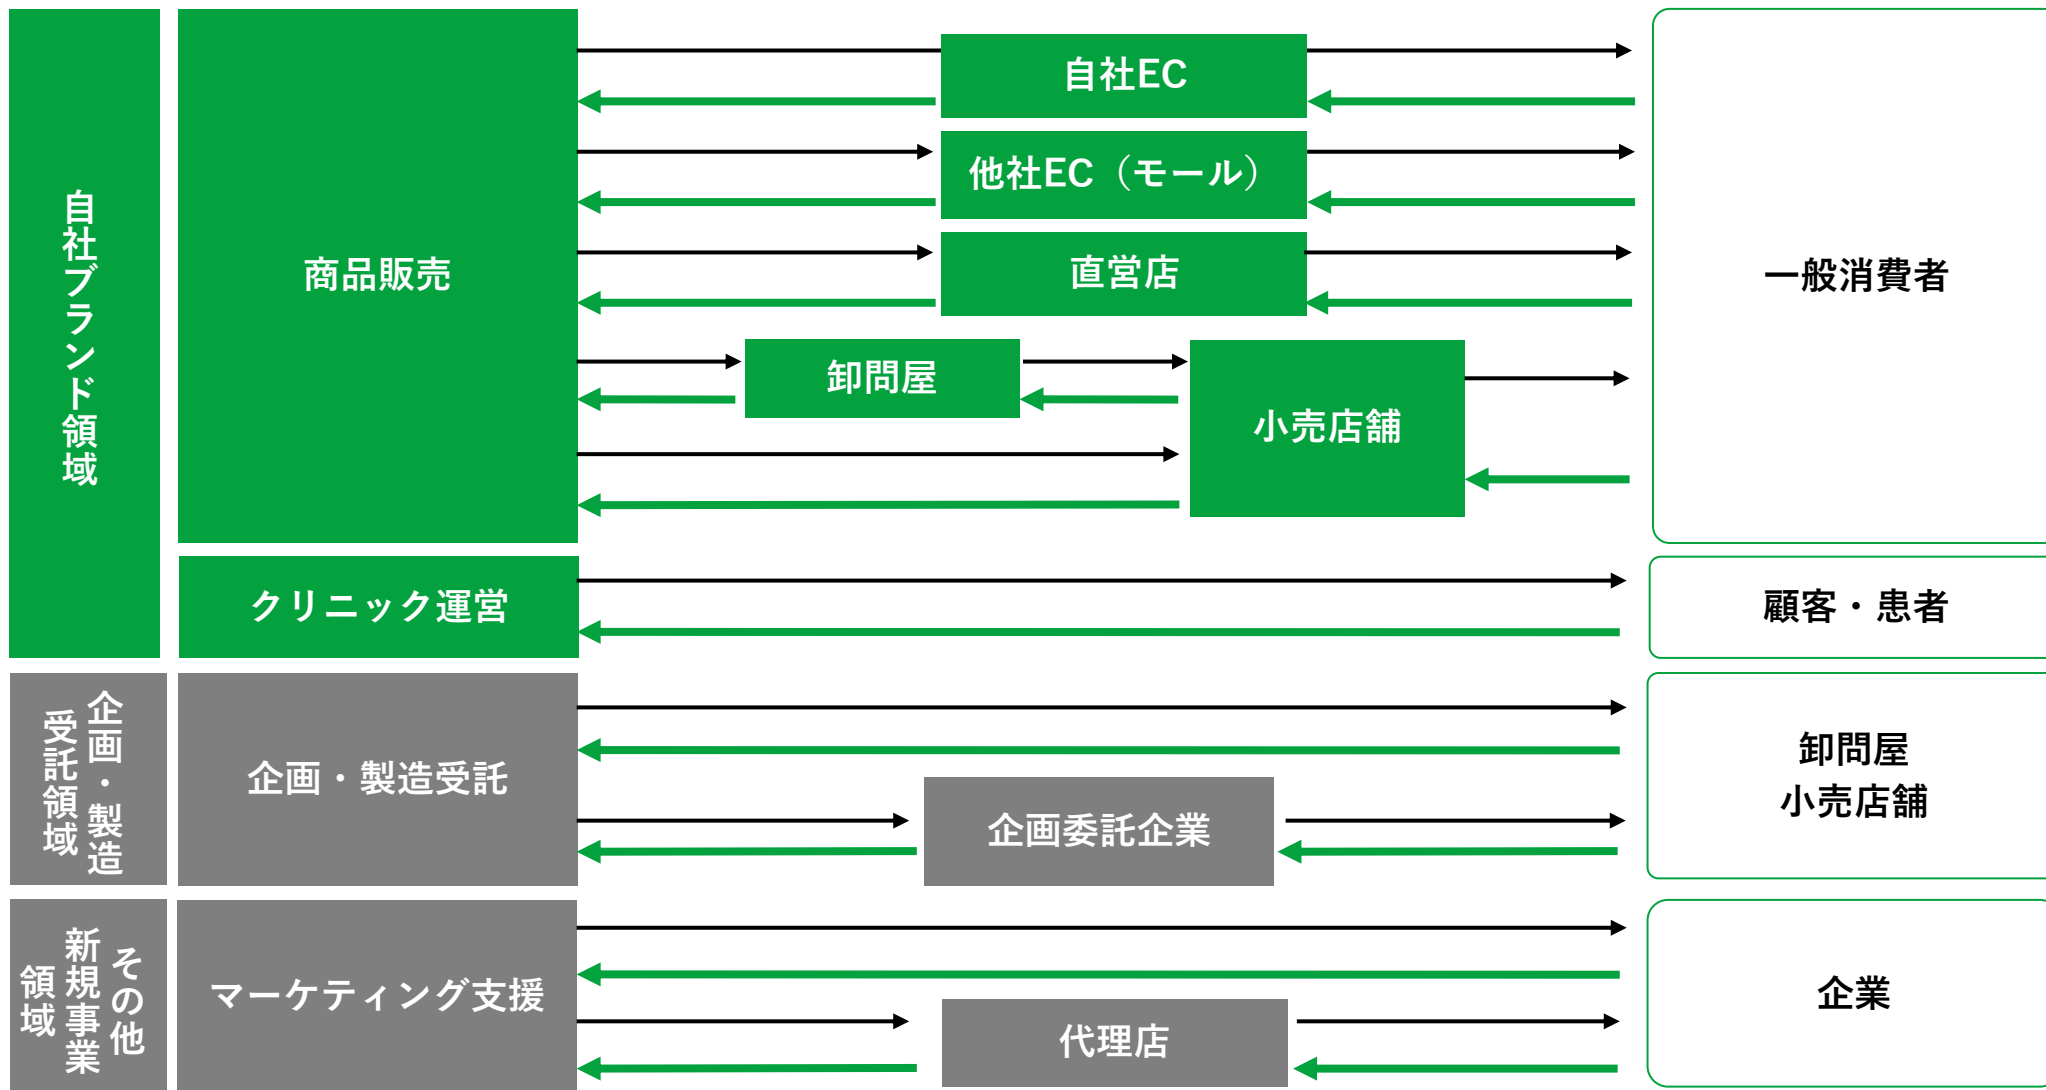 自社ブランド領域
商品販売
自社EC
他社EC（モール）
直営店
卸問屋
小売店舗
一般消費者
クリニック運営
顧客・患者
企画・製造
受託領域
企画・製造受託
企画委託企業
卸問屋
小売店舗
その他
新規事業
領域
マーケティング支援
代理店
企業